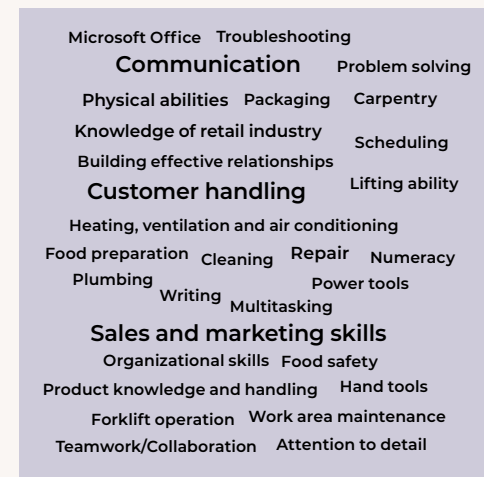 Microsoft Office Troubleshooting
Communication Problem solving
Physical abilities Packaging Carpentry
Knowledge of retail industry Scheduling
Building effective relationships
Customer handling Lifting ability
Heating, ventilation and air conditioning
Food preparation Cleaning Repair Numeracy
Plumbing Writing Multitasking Power tools
Sales and marketing skills
Organizational skills Food safety
Product knowledge and handling Hand tools
Forklift operation Work area maintenance
Teamwork/Collaboration Attention to detail